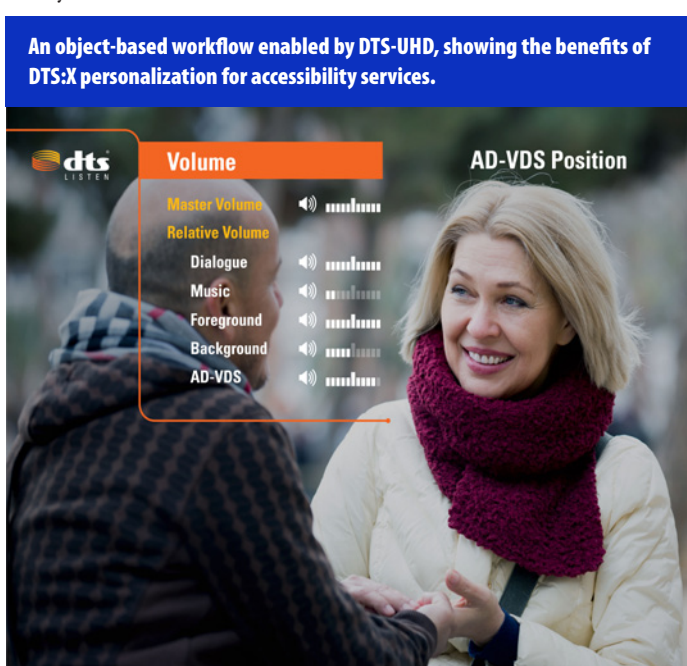 An object-based workflow enabled by DTS-UHD, showing the benefits of
DTS:X personalization for accessibility services.
dts
LISTEN
Volume
AD-VDS Position
Master Volume
Relative Volume
Dialogue
Music
Foreground
Background
AD-VDS